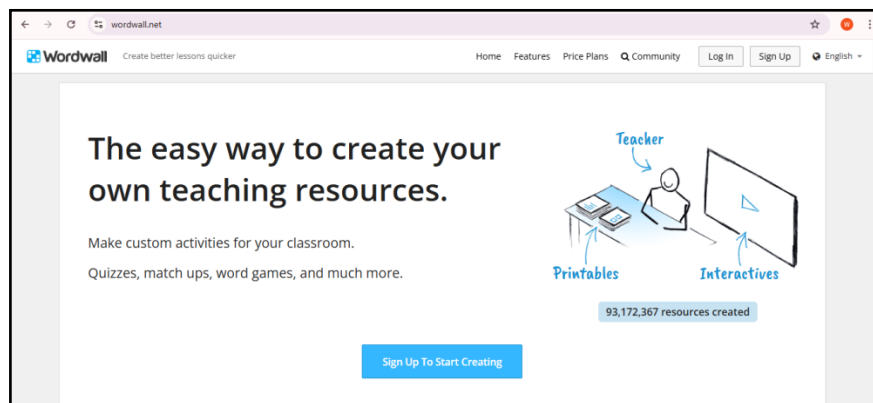 wordwall.net
W
Wordwall Create better lessons quicker Home Features Price Plans Community Log In Sign Up English
The easy way to create your
own teaching resources.
Make custom activities for your classroom.
Quizzes, match ups, word games, and much more.
Teacher
Printables
Interactives
93,172,367 resources created
Sign Up To Start Creating